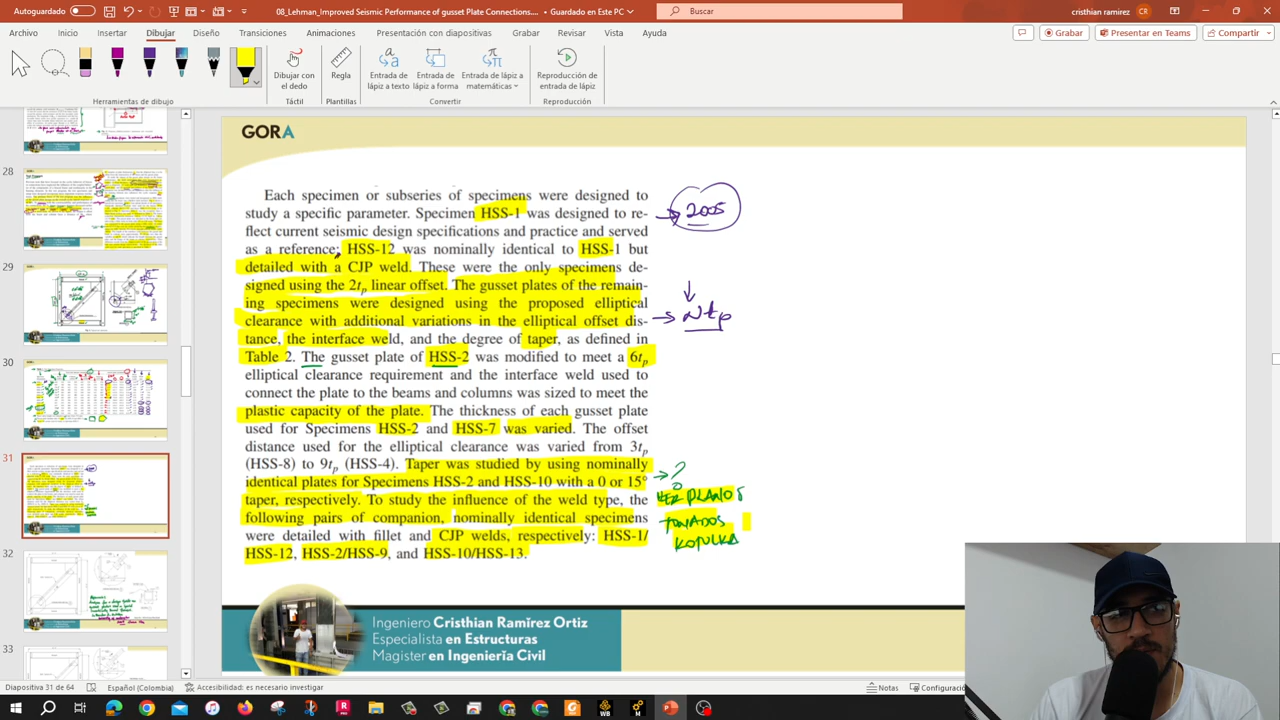 Autoguardado
08_Lehman_Improved Seismic Performance of gusset Plate Connections.... • Guardado en Este PC
Buscar
cristhian ramirez
CR
Archivo
Inicio
Insertar
Dibujar
Diseño
Transiciones
Animaciones
Presentación con diapositivas
Grabar
Revisar
Vista
Ayuda
Grabar
Presentar en Teams
Compartir
Dibujar con
el dedo
Regla
Entrada de
lápiz a texto
Entrada de
lápiz a forma
Entrada de lápiz a
matemáticas
Reproducción de
entrada de lápiz
Herramientas de dibujo
Táctil
Plantillas
Convertir
Reproducción
28
29
30
31
32
33
GORA
Each specimen or subseries of specimens were designed to
study a specific parameter. Specimen HSS-1 was designed to re-
flect current seismic design specifications and practice and served
as a reference; HSS-12 was nominally identical to HSS-1 but
detailed with a CJP weld. These were the only specimens de-
signed using the 2tp linear offset. The gusset plates of the remain-
ing specimens were designed using the proposed elliptical
clearance with additional variations in the elliptical offset dis-
tance, the interface weld, and the degree of taper, as defined in
Table 2. The gusset plate of HSS-2 was modified to meet a 6tp
elliptical clearance requirement and the interface weld used to
connect the plate to the beams and columns was sized to meet the
plastic capacity of the plate. The thickness of each gusset plate
used for Specimens HSS-2 and HSS-7 was varied. The offset
distance used for the elliptical clearance was varied from 3tp
(HSS-8) to 9tp (HSS-4). Taper was studied by using nominally
identical plates for Specimens HSS-2 and HSS-10 with a 0 or 15°
taper, respectively. To study the influence of the weld type, the
following pairs of companion, nominally identical specimens
were detailed with fillet and CJP welds, respectively: HSS-1/
HSS-12, HSS-2/HSS-9, and HSS-10/HSS-13.
2005
Ntp
PLANOS
Ingeniero Cristhian Ramírez Ortiz
Especialista en Estructuras
Magister en Ingeniería Civil
Diapositiva 31 de 64
Español (Colombia)
Accesibilidad: es necesario investigar
Notas